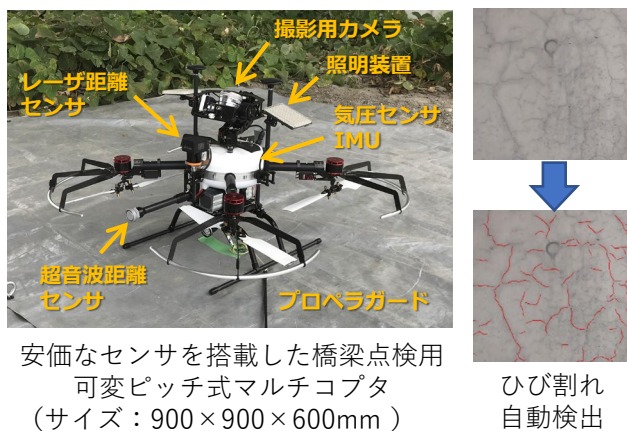 撮影用カメラ
照明装置
レーザ距離
センサ
気圧センサ
IMU
超音波距離
センサ
プロペラガード
安価なセンサを搭載した橋梁点検用
可変ピッチ式マルチコプタ
（サイズ：900×900×600mm ）
ひび割れ
自動検出